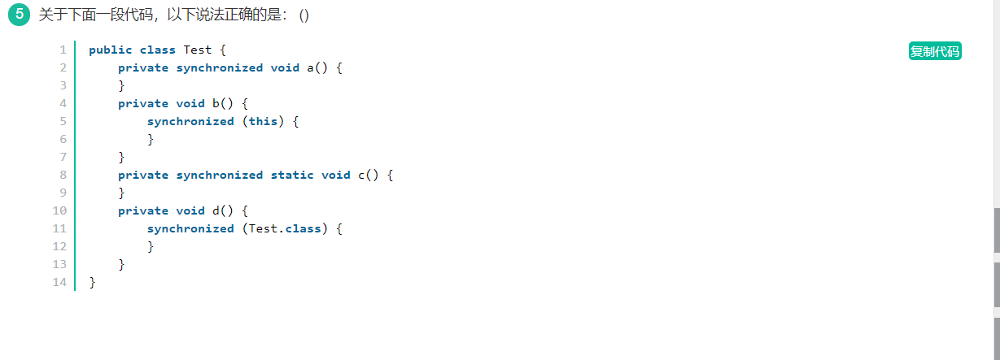 5 关于下面一段代码，以下说法正确的是： ()
复制代码
1 public class Test {
2     private synchronized void a() {
3     }
4     private void b() {
5         synchronized (this) {
6         }
7     }
8     private synchronized static void c() {
9     }
10     private void d() {
11         synchronized (Test.class) {
12         }
13     }
14 }